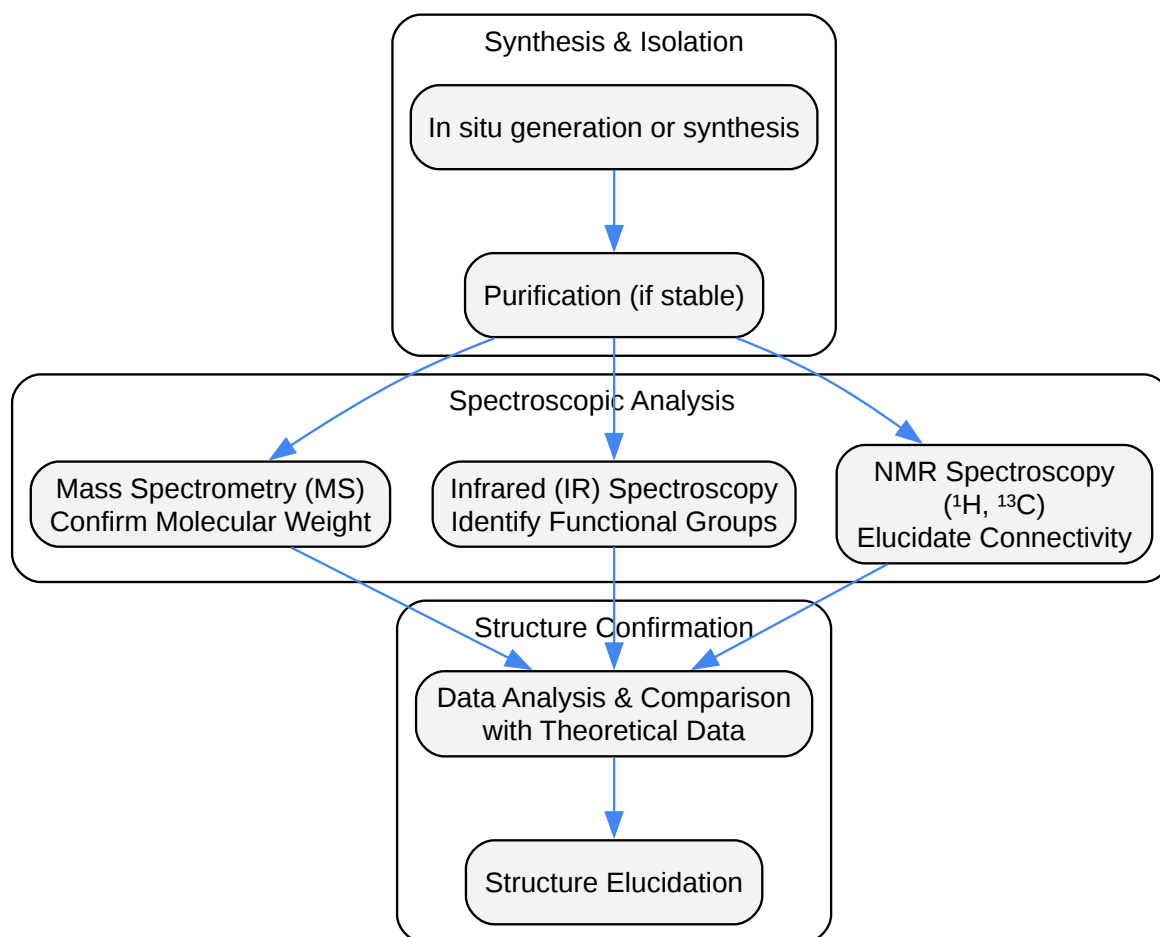 Synthesis & Isolation
In situ generation or synthesis
Purification (if stable)
Spectroscopic Analysis
Mass Spectrometry (MS)
Confirm Molecular Weight
Infrared (IR) Spectroscopy
Identify Functional Groups
NMR Spectroscopy
(¹H, ¹³C)
Elucidate Connectivity
Structure Confirmation
Data Analysis & Comparison
with Theoretical Data
Structure Elucidation